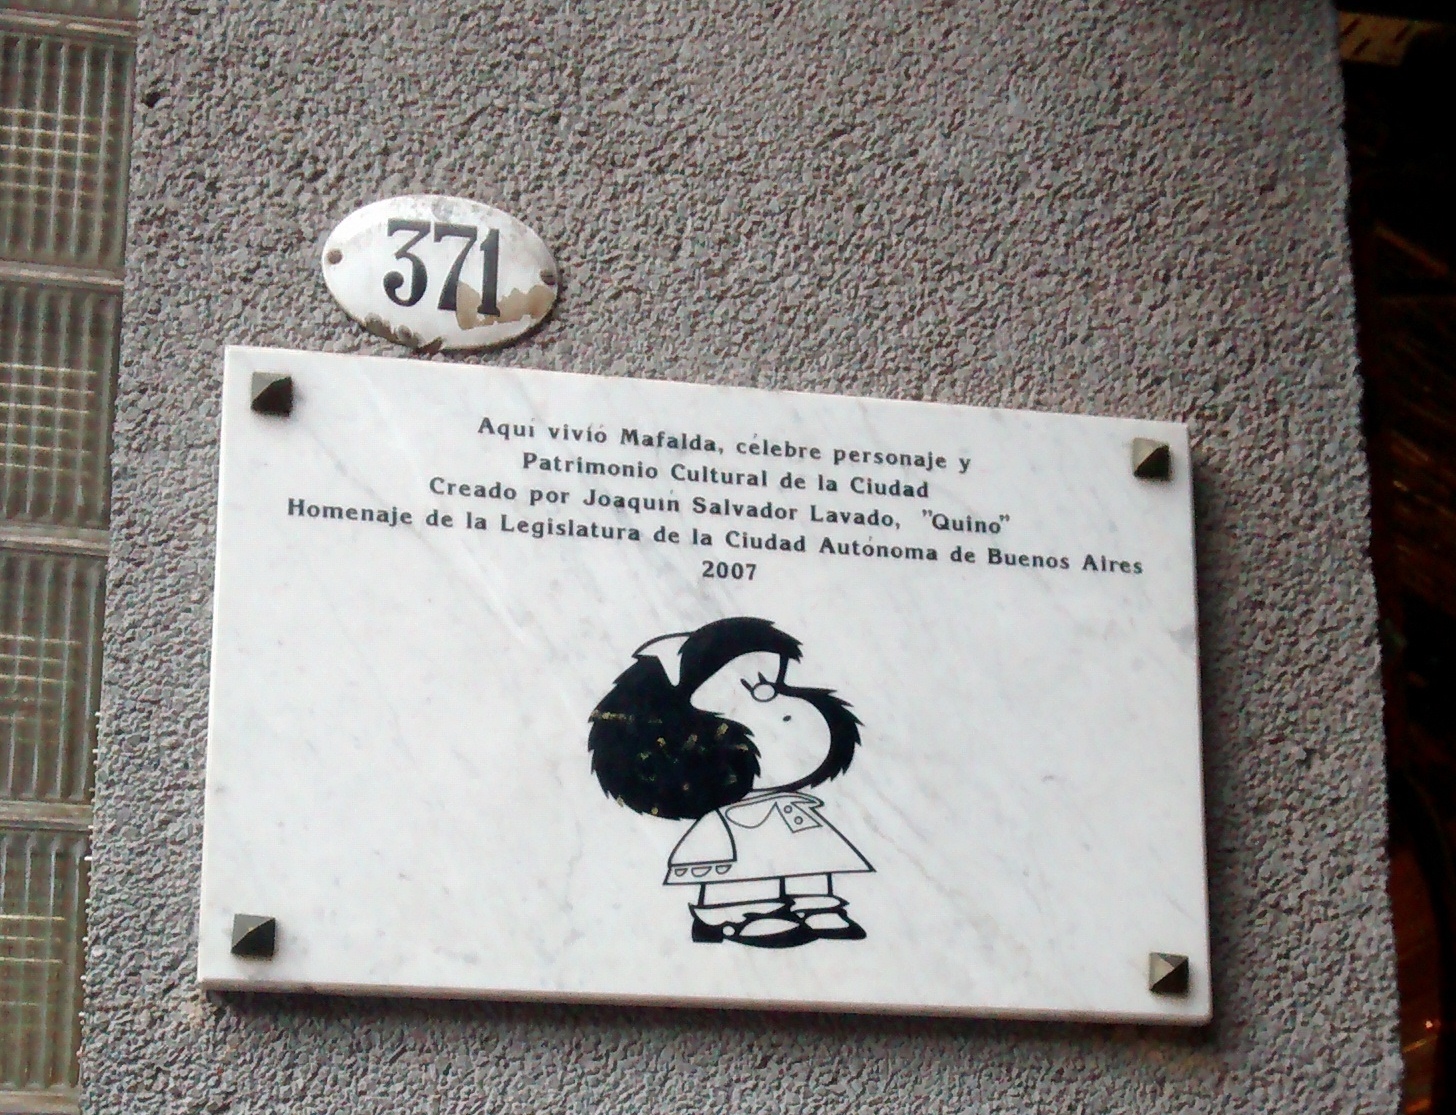 371
Aquí vivió Mafalda, célebre personaje y
Patrimonio Cultural de la Ciudad
Creado por Joaquín Salvador Lavado, "Quino"
Homenaje de la Legislatura de la Ciudad Autónoma de Buenos Aires
2007